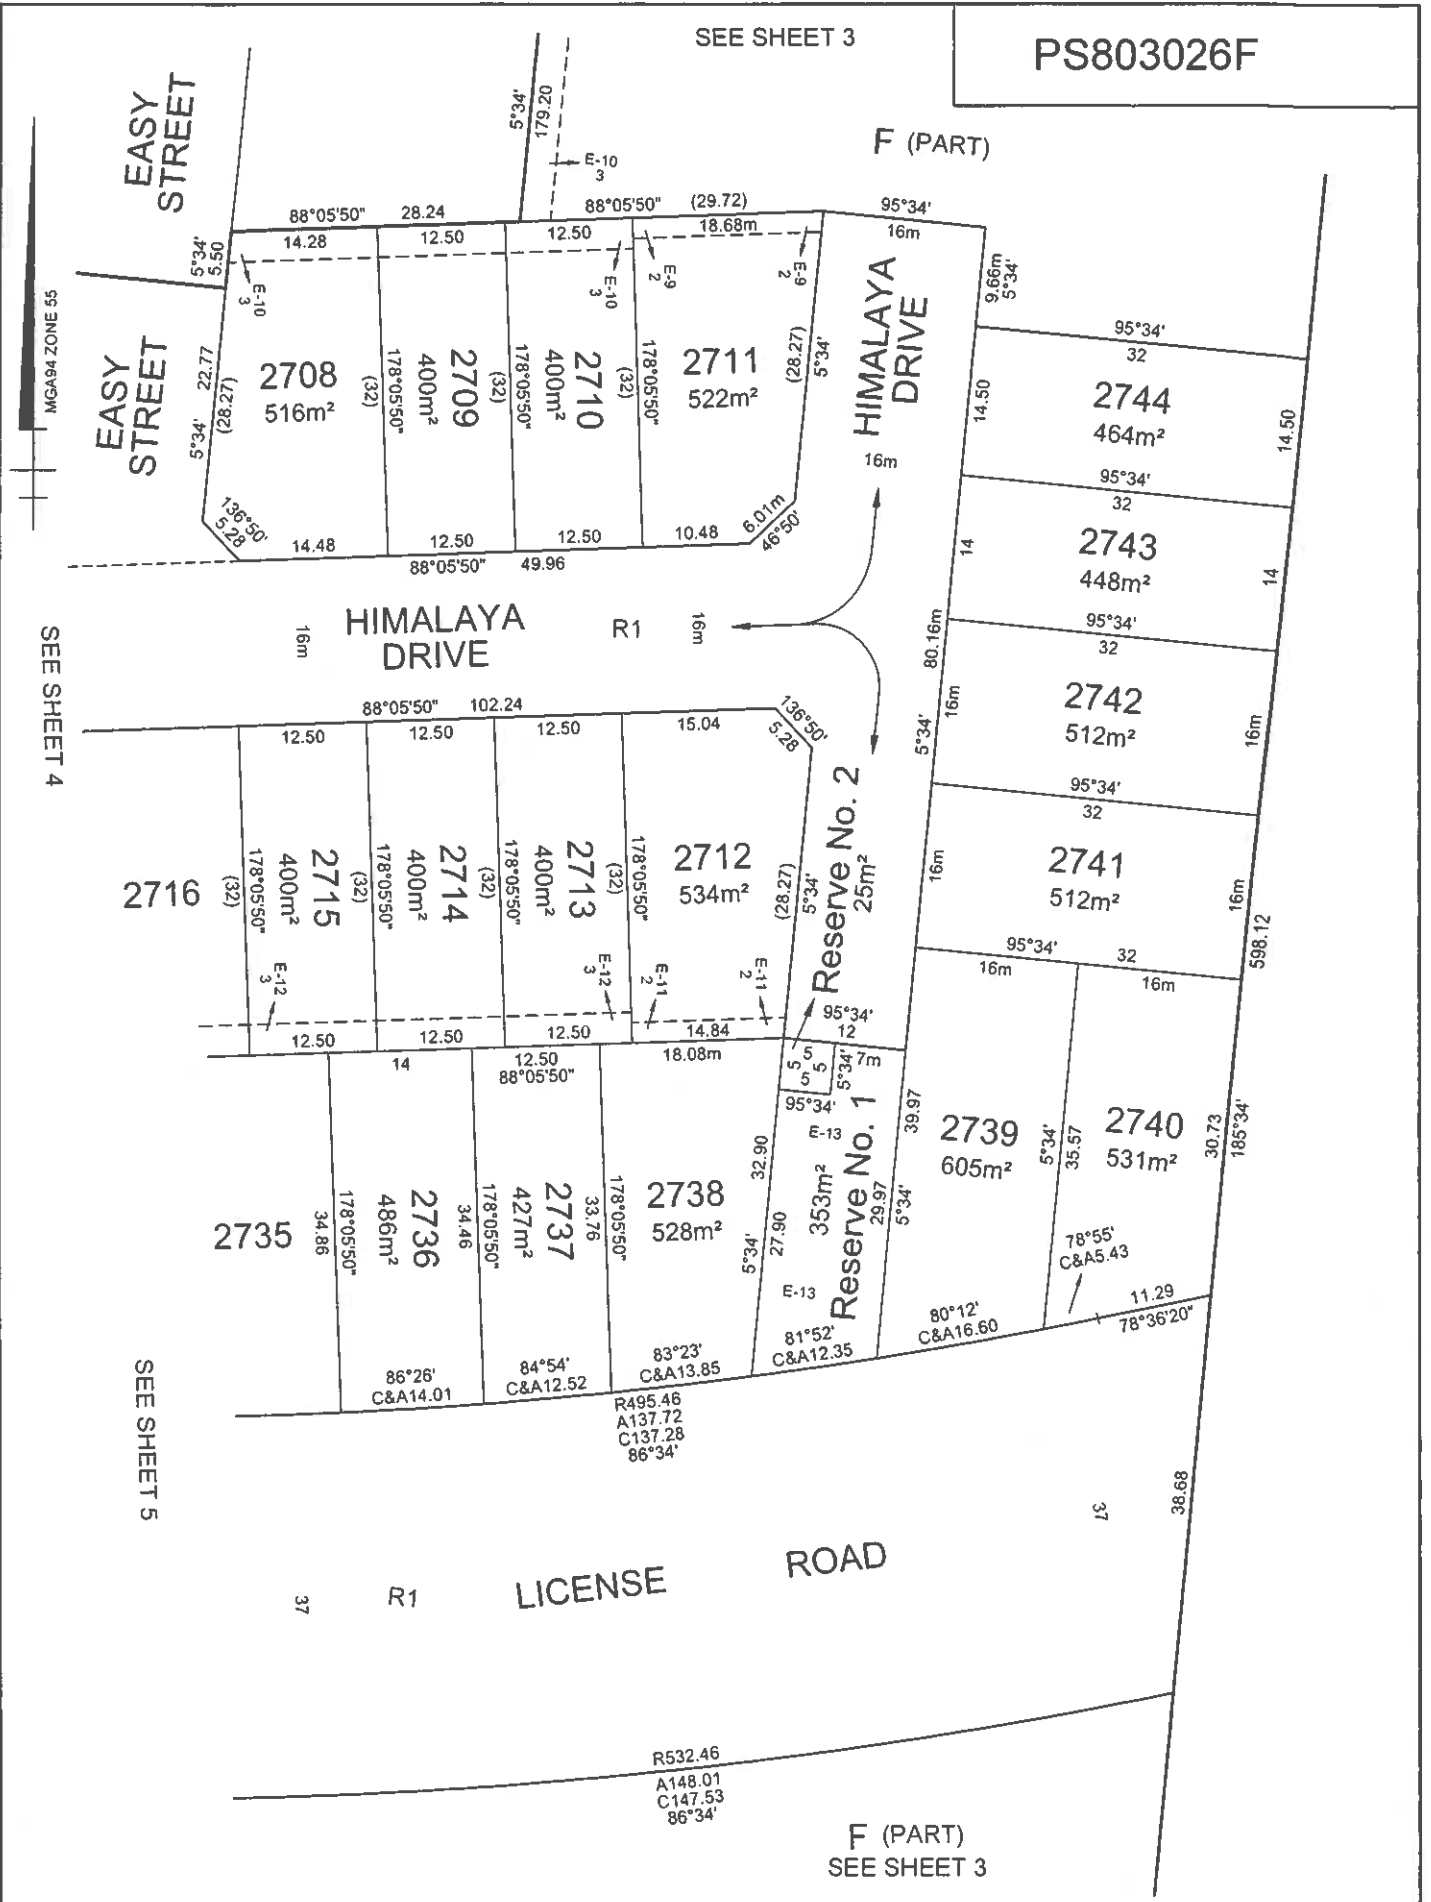 SEE SHEET 3
PS803026F
EASY
STREET
5°34'
179.20
E-10
3
F (PART)
MGA94 ZONE 55
88°05'50" 28.24
88°05'50" (29.72)
95°34'
16m
14.28
12.50
12.50
18.68m
5°34'
5.50
E-10
3
E-10
3
E-9
2
E-9
2
HIMALAYA
DRIVE
16m
9.66m
5°34'
EASY
STREET
22.77
(28.27)
5°34'
2708
516m²
(32)
178°05'50"
2709
400m²
(32)
178°05'50"
2710
400m²
(32)
178°05'50"
2711
522m²
(28.27)
5°34'
95°34'
32
14.50
2744
464m²
14.50
136°50'
5.28
14.48
12.50
12.50
10.48
6.01m
46°50'
88°05'50" 49.96
95°34'
32
14
2743
448m²
14
16m
HIMALAYA
DRIVE
R1
16m
80.16m
5°34'
95°34'
32
16m
2742
512m²
16m
SEE SHEET 4
88°05'50" 102.24
12.50
12.50
12.50
15.04
136°50'
5.28
95°34'
32
16m
2741
512m²
16m
598.12
2716
(32)
178°05'50"
2715
400m²
(32)
178°05'50"
2714
400m²
(32)
178°05'50"
2713
400m²
(32)
178°05'50"
2712
534m²
(28.27)
5°34'
Reserve No. 2
25m²
E-12
3
E-12
3
E-11
2
E-11
2
12.50
12.50
12.50
14.84
95°34'
12
95°34' 32
16m
16m
14
12.50
88°05'50"
18.08m
5
5
5
5
5°34'
7m
95°34'
E-13
353m²
Reserve No. 1
E-13
39.97
29.97
5°34'
2739
605m²
5°34'
35.57
2740
531m²
30.73
185°34'
2735
34.86
178°05'50"
2736
486m²
34.46
178°05'50"
2737
427m²
33.76
178°05'50"
2738
528m²
32.90
5°34'
27.90
78°55'
C&A5.43
11.29
78°36'20"
86°26'
C&A14.01
84°54'
C&A12.52
83°23'
C&A13.85
81°52'
C&A12.35
80°12'
C&A16.60
R495.46
A137.72
C137.28
86°34'
SEE SHEET 5
37
38.68
37
R1
LICENSE ROAD
R532.46
A148.01
C147.53
86°34'
F (PART)
SEE SHEET 3